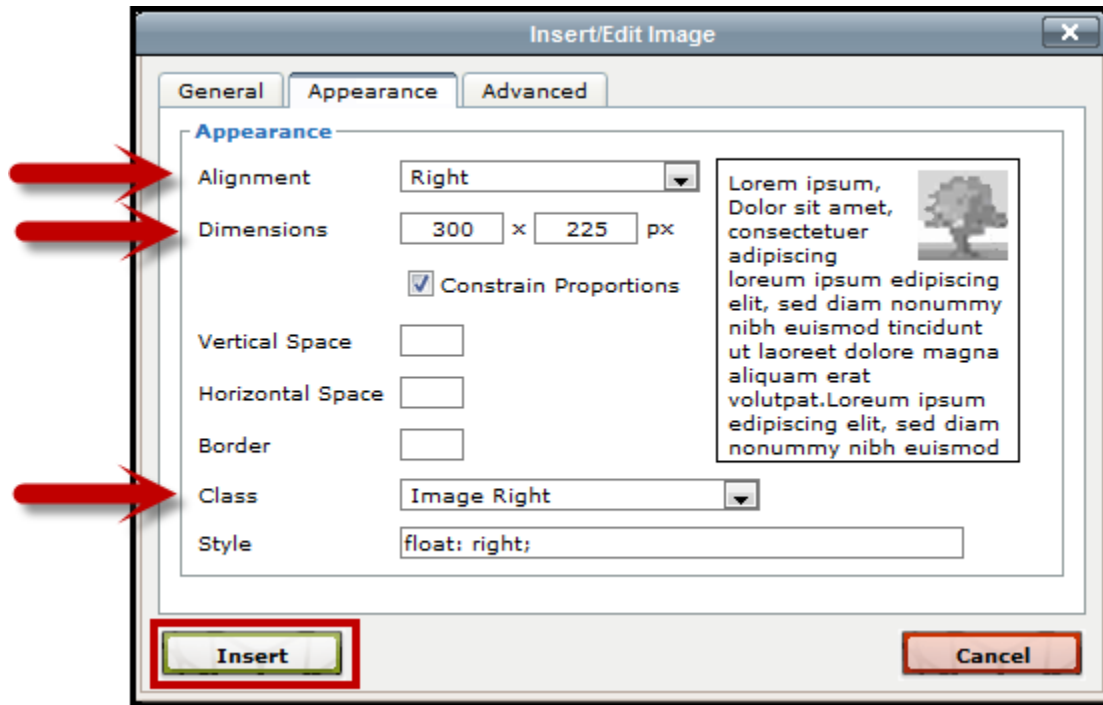 Insert/Edit Image
General Appearance Advanced
Appearance
Alignment Right
Dimensions 300 x 225 px
Constrain Proportions
Vertical Space
Horizontal Space
Border
Class Image Right
Style float: right;
Lorem ipsum,
Dolor sit amet,
consectetuer
adipiscing
loreum ipsum edipiscing
elit, sed diam nonummy
nibh euismod tincidunt
ut laoreet dolore magna
aliquam erat
volutpat.Loreum ipsum
edipiscing elit, sed diam
nonummy nibh euismod
Insert Cancel